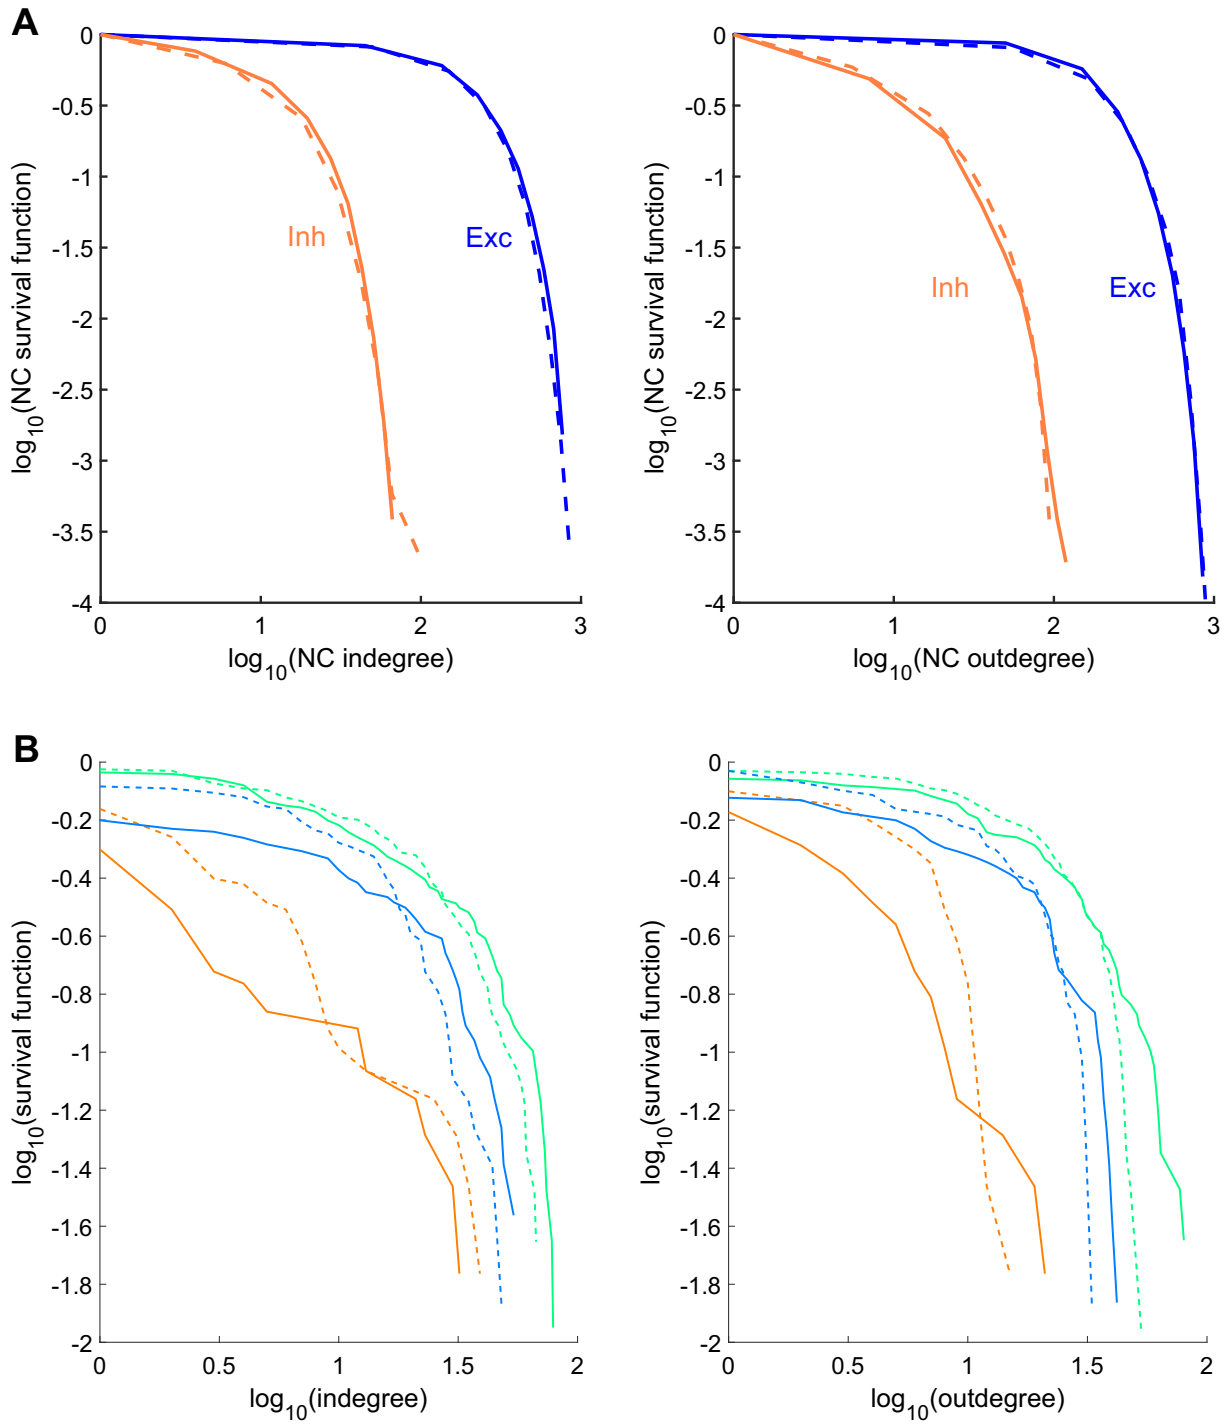 A
0
-0.5
-1
-1.5
-2
-2.5
-3
-3.5
-4
0 1 2 3
log10(NC survival function)
log10(NC indegree)
Inh
Exc
0
-0.5
-1
-1.5
-2
-2.5
-3
-3.5
-4
0 1 2 3
log10(NC survival function)
log10(NC outdegree)
Inh
Exc
B
0
-0.2
-0.4
-0.6
-0.8
-1
-1.2
-1.4
-1.6
-1.8
-2
0 0.5 1 1.5 2
log10(survival function)
log10(indegree)
0
-0.2
-0.4
-0.6
-0.8
-1
-1.2
-1.4
-1.6
-1.8
-2
0 0.5 1 1.5 2
log10(survival function)
log10(outdegree)